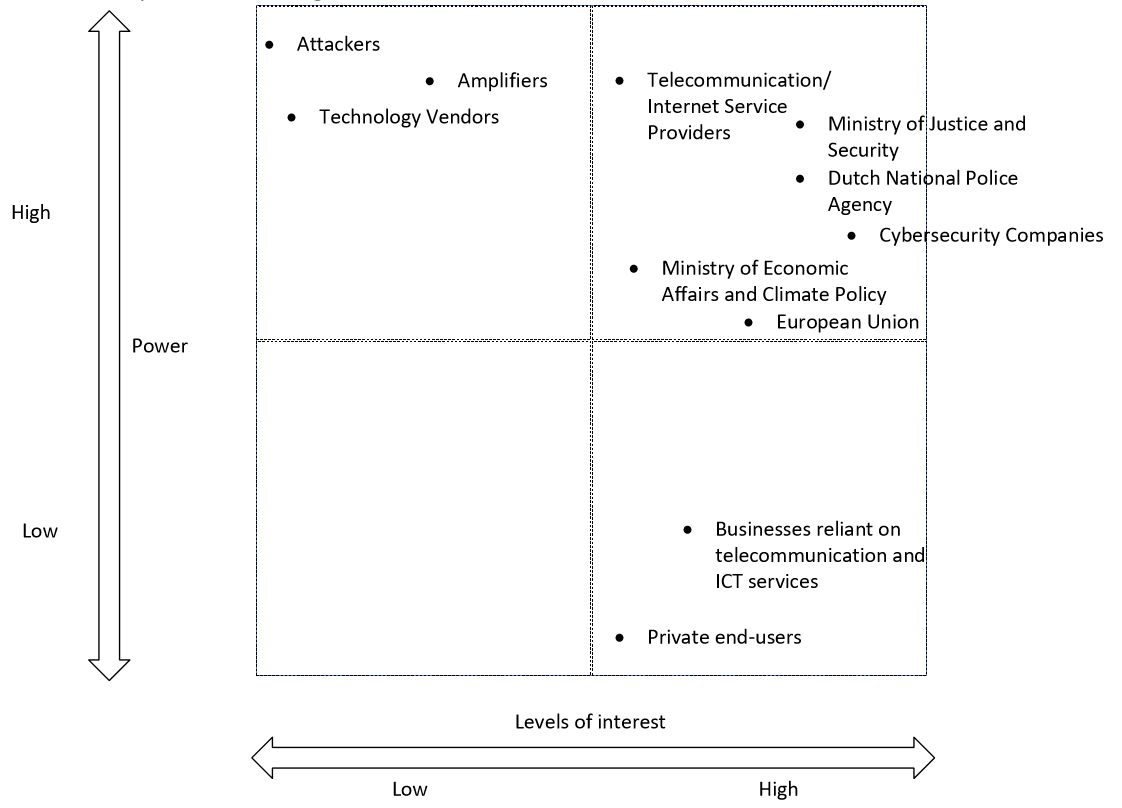 Attackers
Amplifiers
Technology Vendors
Telecommunication/
Internet Service
Providers
Ministry of Justice and
Security
Dutch National Police
Agency
Cybersecurity Companies
Ministry of Economic
Affairs and Climate Policy
European Union
High
Power
Low
Businesses reliant on
telecommunication and
ICT services
Private end-users
Levels of interest
Low
High